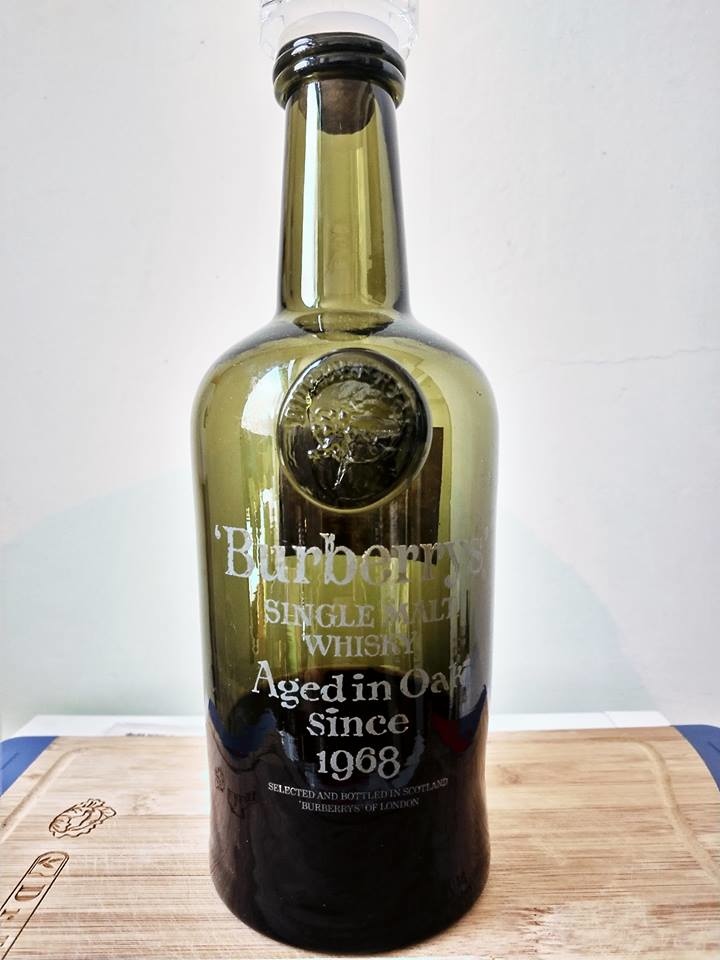 'Burberrys'
SINGLE MALT
WHISKY
Aged in Oak
Since
1968
SELECTED AND BOTTLED IN SCOTLAND
'BURBERRYS' OF LONDON